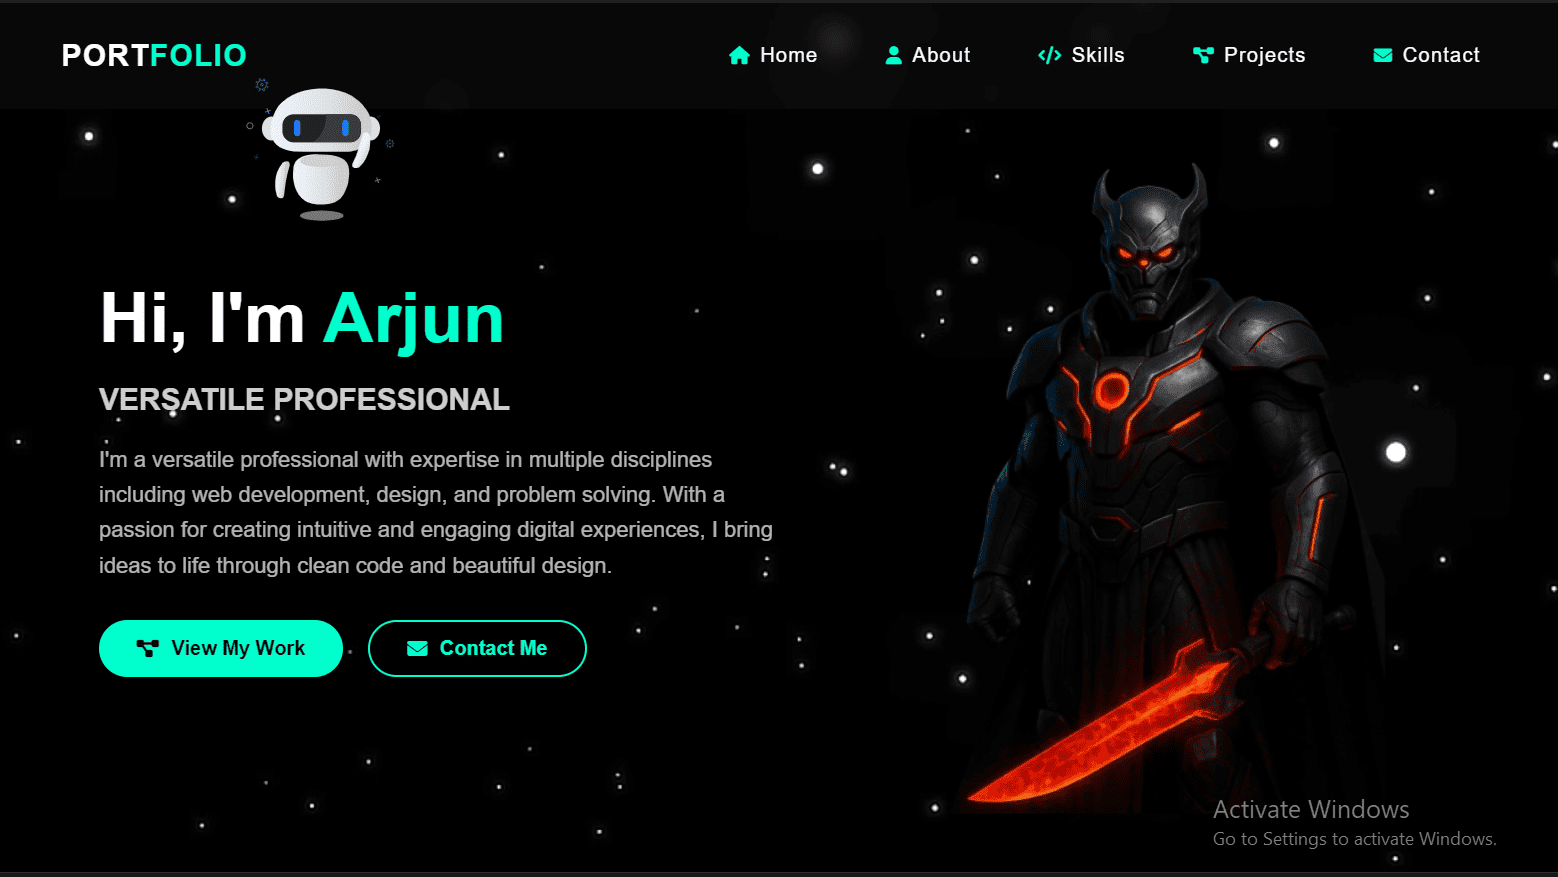 PORTFOLIO
Home About Skills Projects Contact
Hi, I'm Arjun
VERSATILE PROFESSIONAL
I'm a versatile professional with expertise in multiple disciplines
including web development, design, and problem solving. With a
passion for creating intuitive and engaging digital experiences, I bring
ideas to life through clean code and beautiful design.
View My Work Contact Me
Activate Windows
Go to Settings to activate Windows.